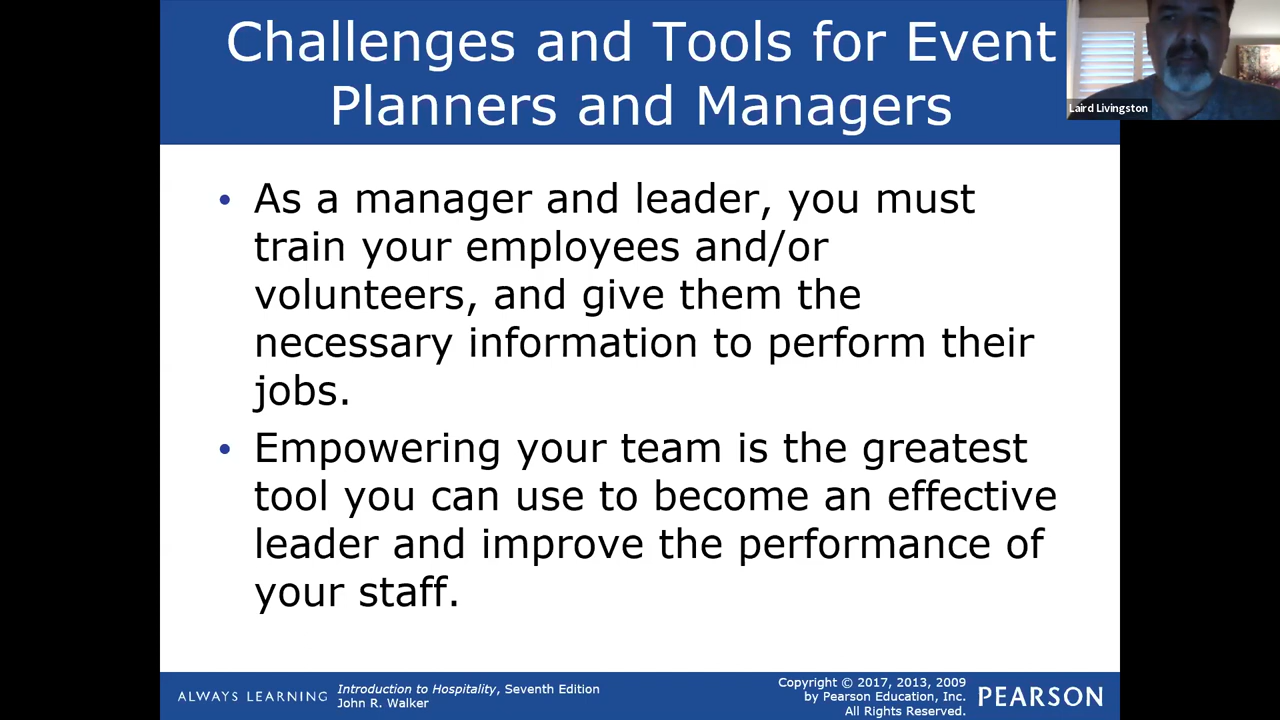 Challenges and Tools for Event
Planners and Managers
Laird Livingston
• As a manager and leader, you must
train your employees and/or
volunteers, and give them the
necessary information to perform their
jobs.
• Empowering your team is the greatest
tool you can use to become an effective
leader and improve the performance of
your staff.
ALWAYS LEARNING
Introduction to Hospitality, Seventh Edition
John R. Walker
Copyright © 2017, 2013, 2009
by Pearson Education, Inc.
All Rights Reserved.
PEARSON